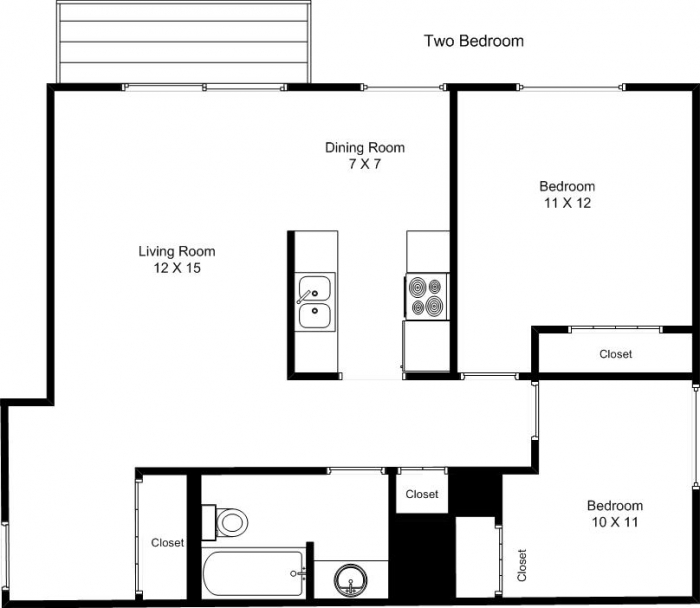 Two Bedroom
Dining Room
7 X 7
Bedroom
11 X 12
Living Room
12 X 15
Closet
Closet
Bedroom
10 X 11
Closet
Closet